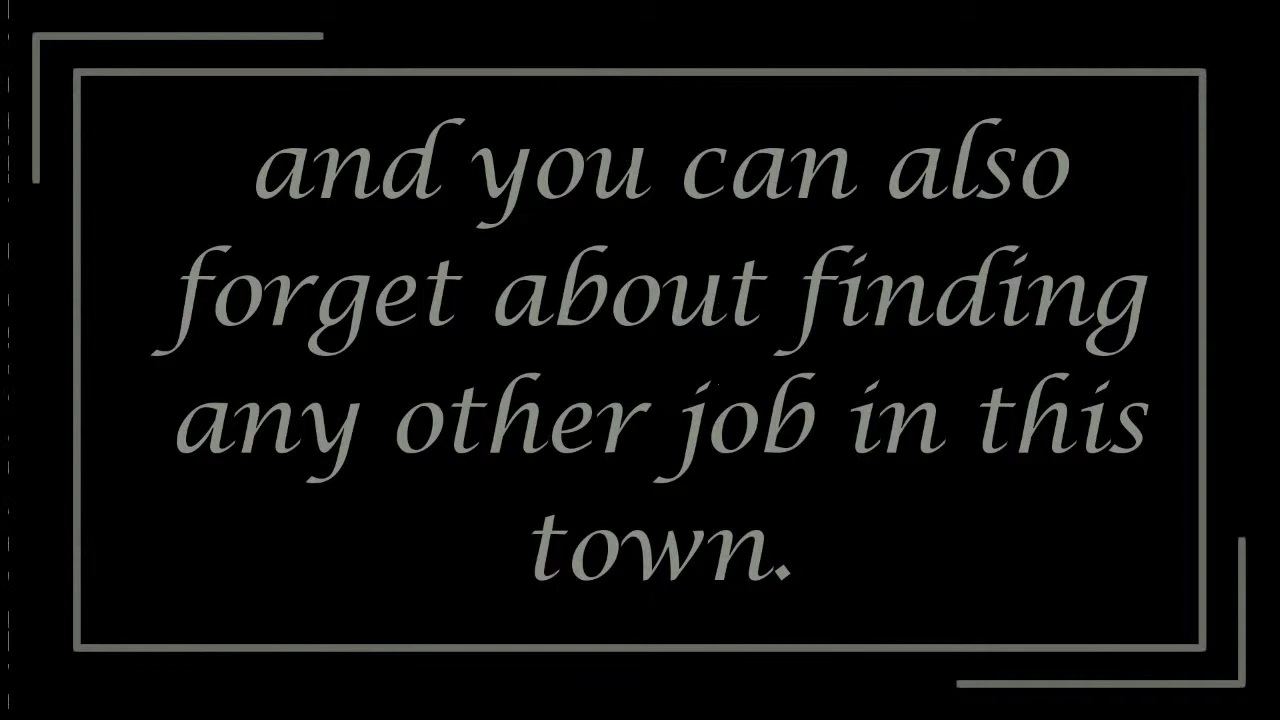 and you can also
forget about finding
any other job in this
town.